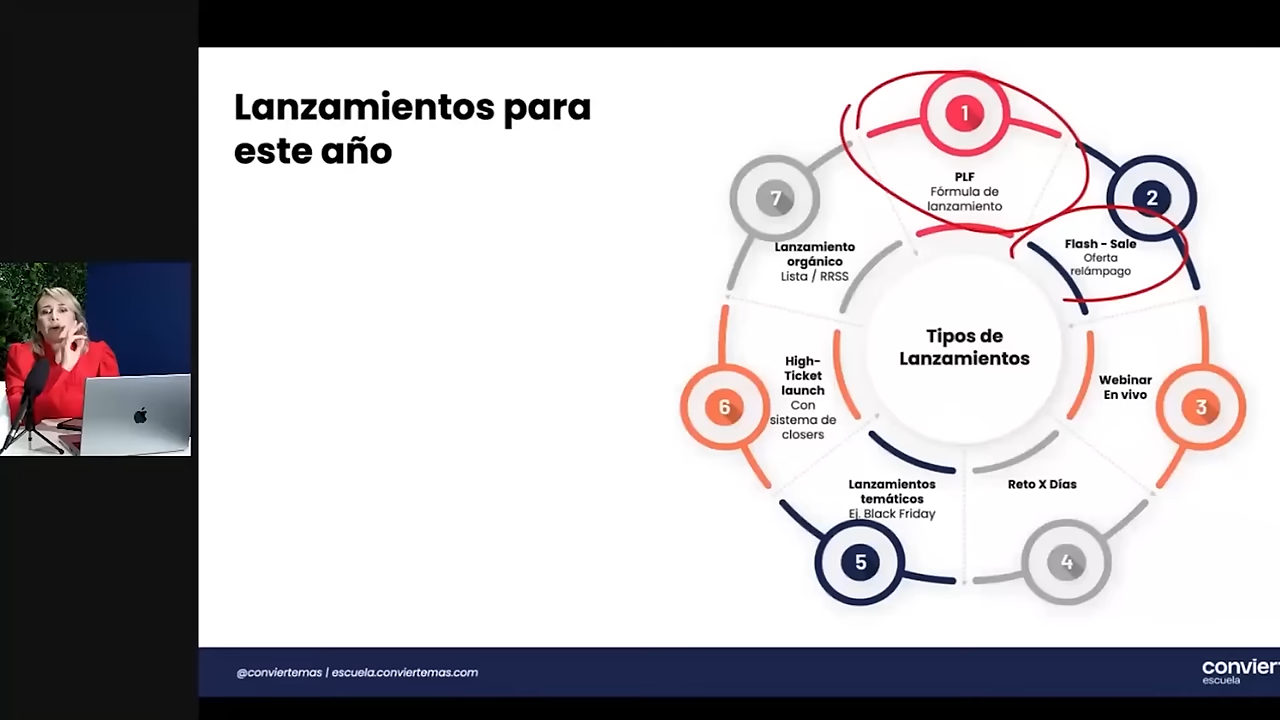 Lanzamientos para
este año
1
PLF
Fórmula de
lanzamiento
2
Flash - Sale
Oferta
relámpago
3
Webinar
En vivo
4
Reto X Días
5
Lanzamientos
temáticos
Ej. Black Friday
6
High-
Ticket
launch
Con
sistema de
closers
7
Lanzamiento
orgánico
Lista / RRSS
Tipos de
Lanzamientos
@conviertemas | escuela.conviertemas.com
convier
escuela